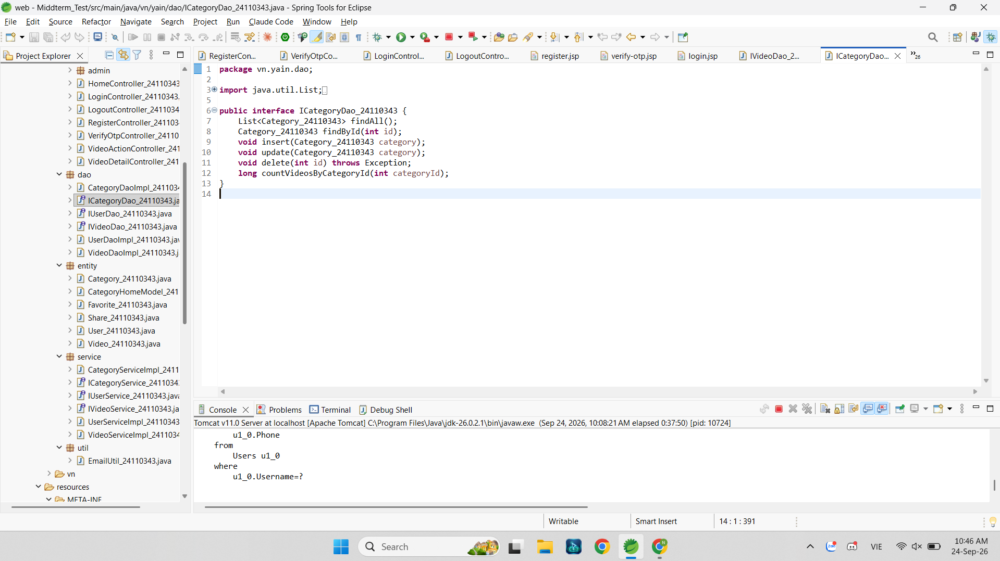 web - Middterm_Test/src/main/java/vn/yain/dao/ICategoryDao_24110343.java - Spring Tools for Eclipse
File Edit Source Refactor Navigate Search Project Run Claude Code Window Help
Project Explorer
admin
HomeController_24110343
LoginController_24110343.
LogoutController_2411034
RegisterController_241103
VerifyOtpController_24110
VideoActionController_241
VideoDetailController_241
dao
CategoryDaoImpl_2411034
ICategoryDao_24110343.ja
IUserDao_24110343.java
IVideoDao_24110343.java
UserDaoImpl_24110343.jav
VideoDaoImpl_24110343.j
entity
Category_24110343.java
CategoryHomeModel_241
Favorite_24110343.java
Share_24110343.java
User_24110343.java
Video_24110343.java
service
CategoryServiceImpl_2411
ICategoryService_2411034
IUserService_24110343.java
IVideoService_24110343.ja
UserServiceImpl_24110343
VideoServiceImpl_2411034
util
EmailUtil_24110343.java
vn
resources
META-INF
RegisterCon... VerifyOtpCo... LoginControl... LogoutContro... register.jsp verify-otp.jsp login.jsp IVideoDao_2... ICategoryDao... »26
1 package vn.yain.dao;
2
3 import java.util.List;
5
6 public interface ICategoryDao_24110343 {
7 List<Category_24110343> findAll();
8 Category_24110343 findById(int id);
9 void insert(Category_24110343 category);
10 void update(Category_24110343 category);
11 void delete(int id) throws Exception;
12 long countVideosByCategoryId(int categoryId);
13 }
14
Console Problems Terminal Debug Shell
Tomcat v11.0 Server at localhost [Apache Tomcat] C:\Program Files\Java\jdk-26.0.2.1\bin\javaw.exe (Sep 24, 2026, 10:08:21 AM elapsed 0:37:50) [pid: 10724]
u1_0.Phone
from
Users u1_0
where
u1_0.Username=?
Writable Smart Insert 14 : 1 : 391
Search
Zalo
N
VIE
10:46 AM
24-Sep-26